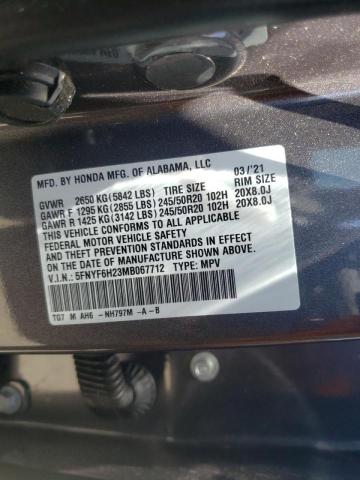 MFD. BY HONDA MFG. OF ALABAMA, LLC 03/'21
GVWR 2650 KG(5842 LBS) TIRE SIZE RIM SIZE
GAWR F 1295 KG(2855 LBS) 245/50R20 102H 20X8.0J
GAWR R 1425 KG(3142 LBS) 245/50R20 102H 20X8.0J
THIS VEHICLE CONFORMS TO ALL APPLICABLE
FEDERAL MOTOR VEHICLE SAFETY AND
THEFT PREVENTION STANDARDS IN EFFECT ON
THE DATE OF MANUFACTURE SHOWN ABOVE.
V.I.N.: 5FNYF6H23MB067712 TYPE: MPV
TG7 M AH6 -NH797M -A-B